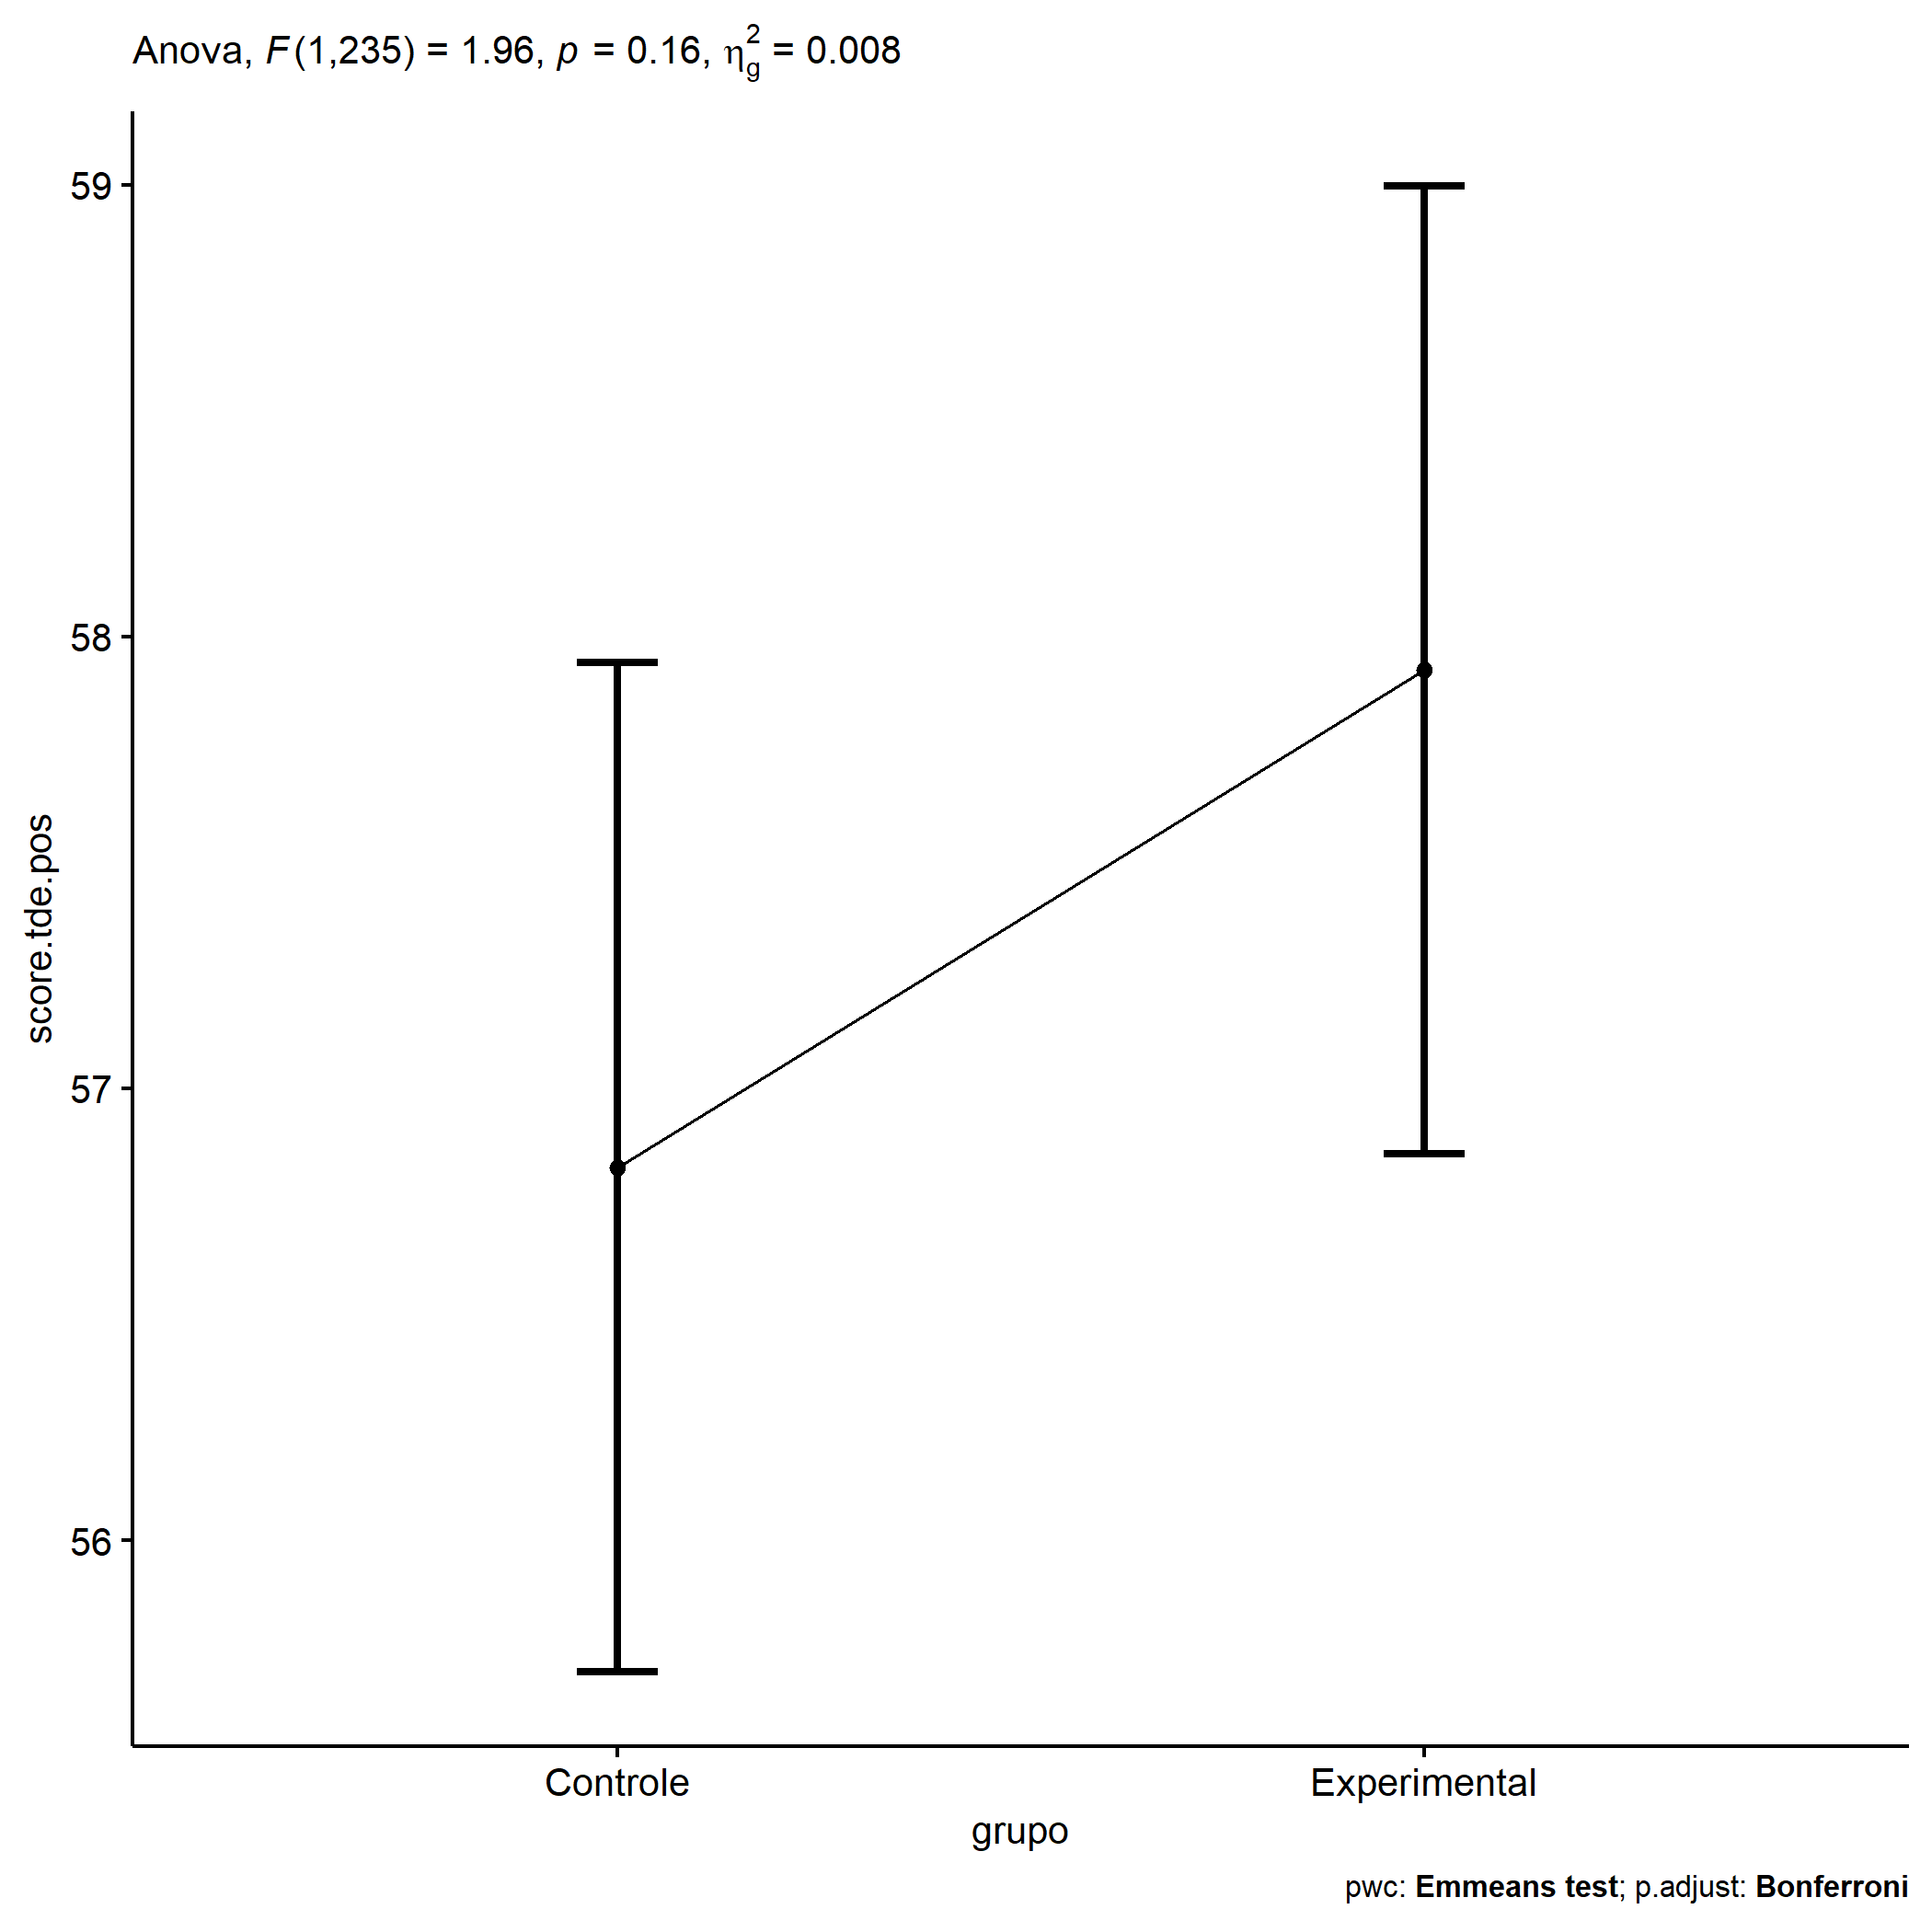 Anova, F(1,235) = 1.96, p = 0.16, η²g = 0.008
59
58
57
56
score.tde.pos
Controle Experimental
grupo
pwc: Emmeans test; p.adjust: Bonferroni